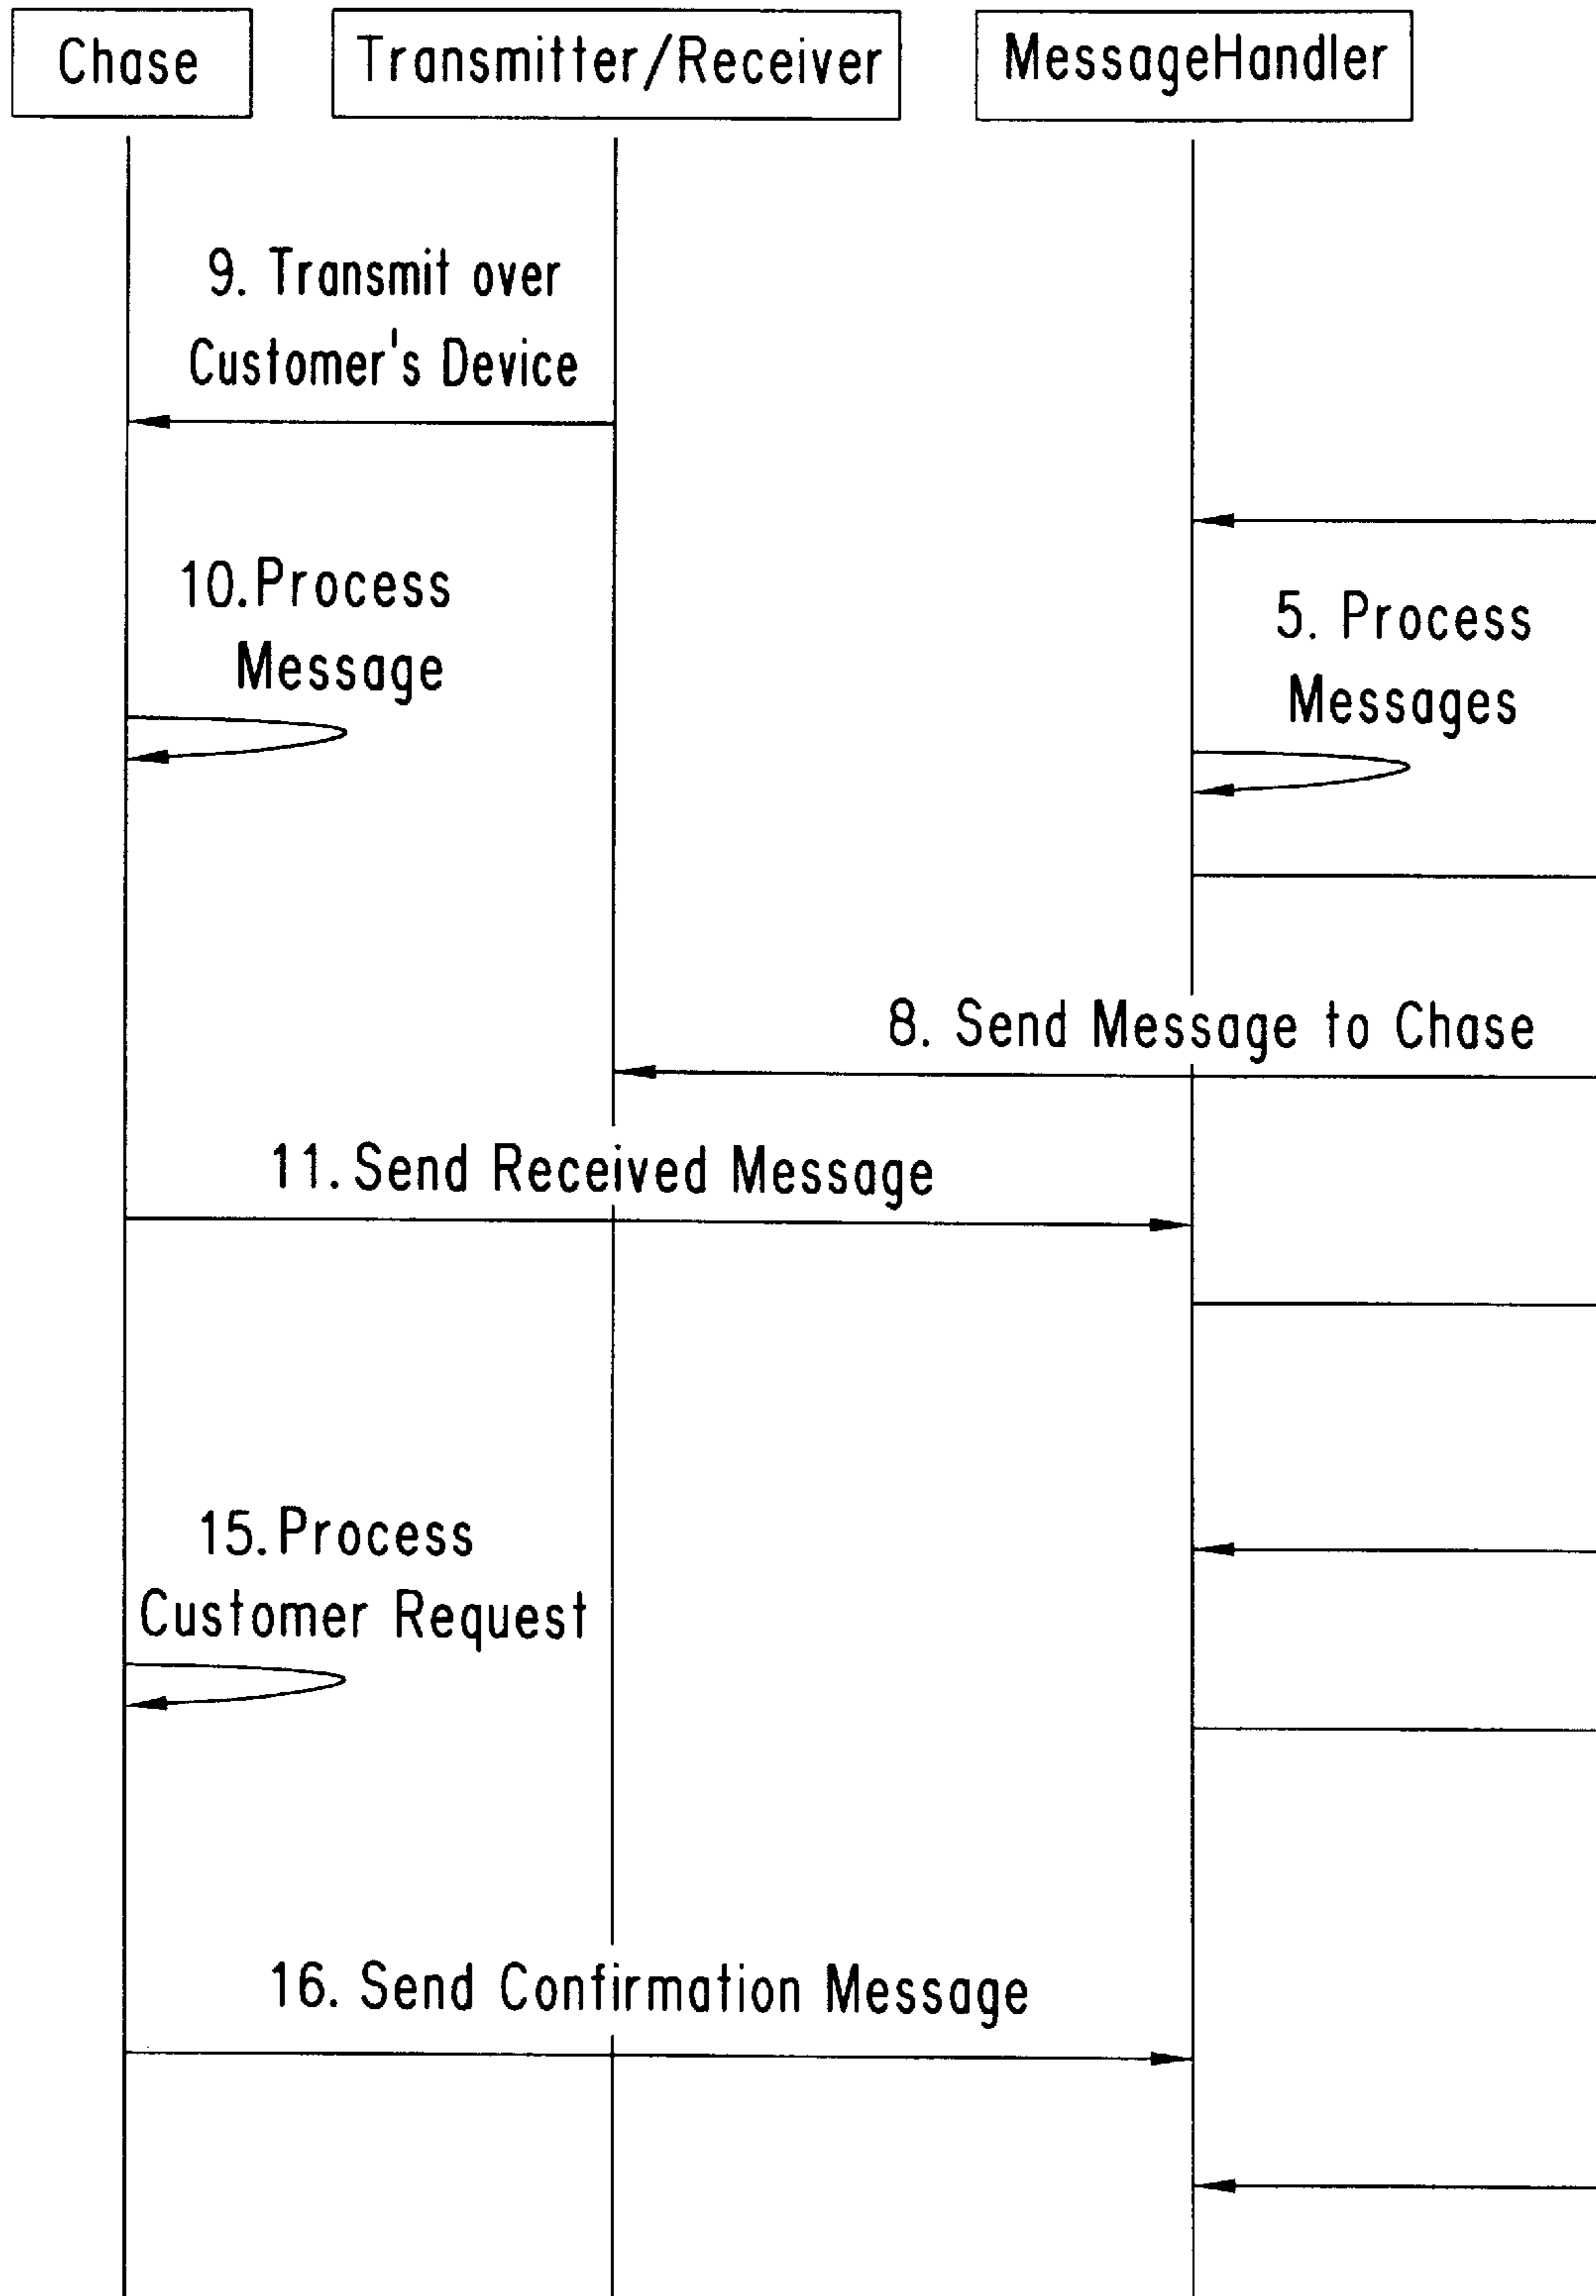 Chase
Transmitter/Receiver
MessageHandler
9. Transmit over
Customer's Device
10. Process
Message
5. Process
Messages
8. Send Message to Chase
11. Send Received Message
15. Process
Customer Request
16. Send Confirmation Message